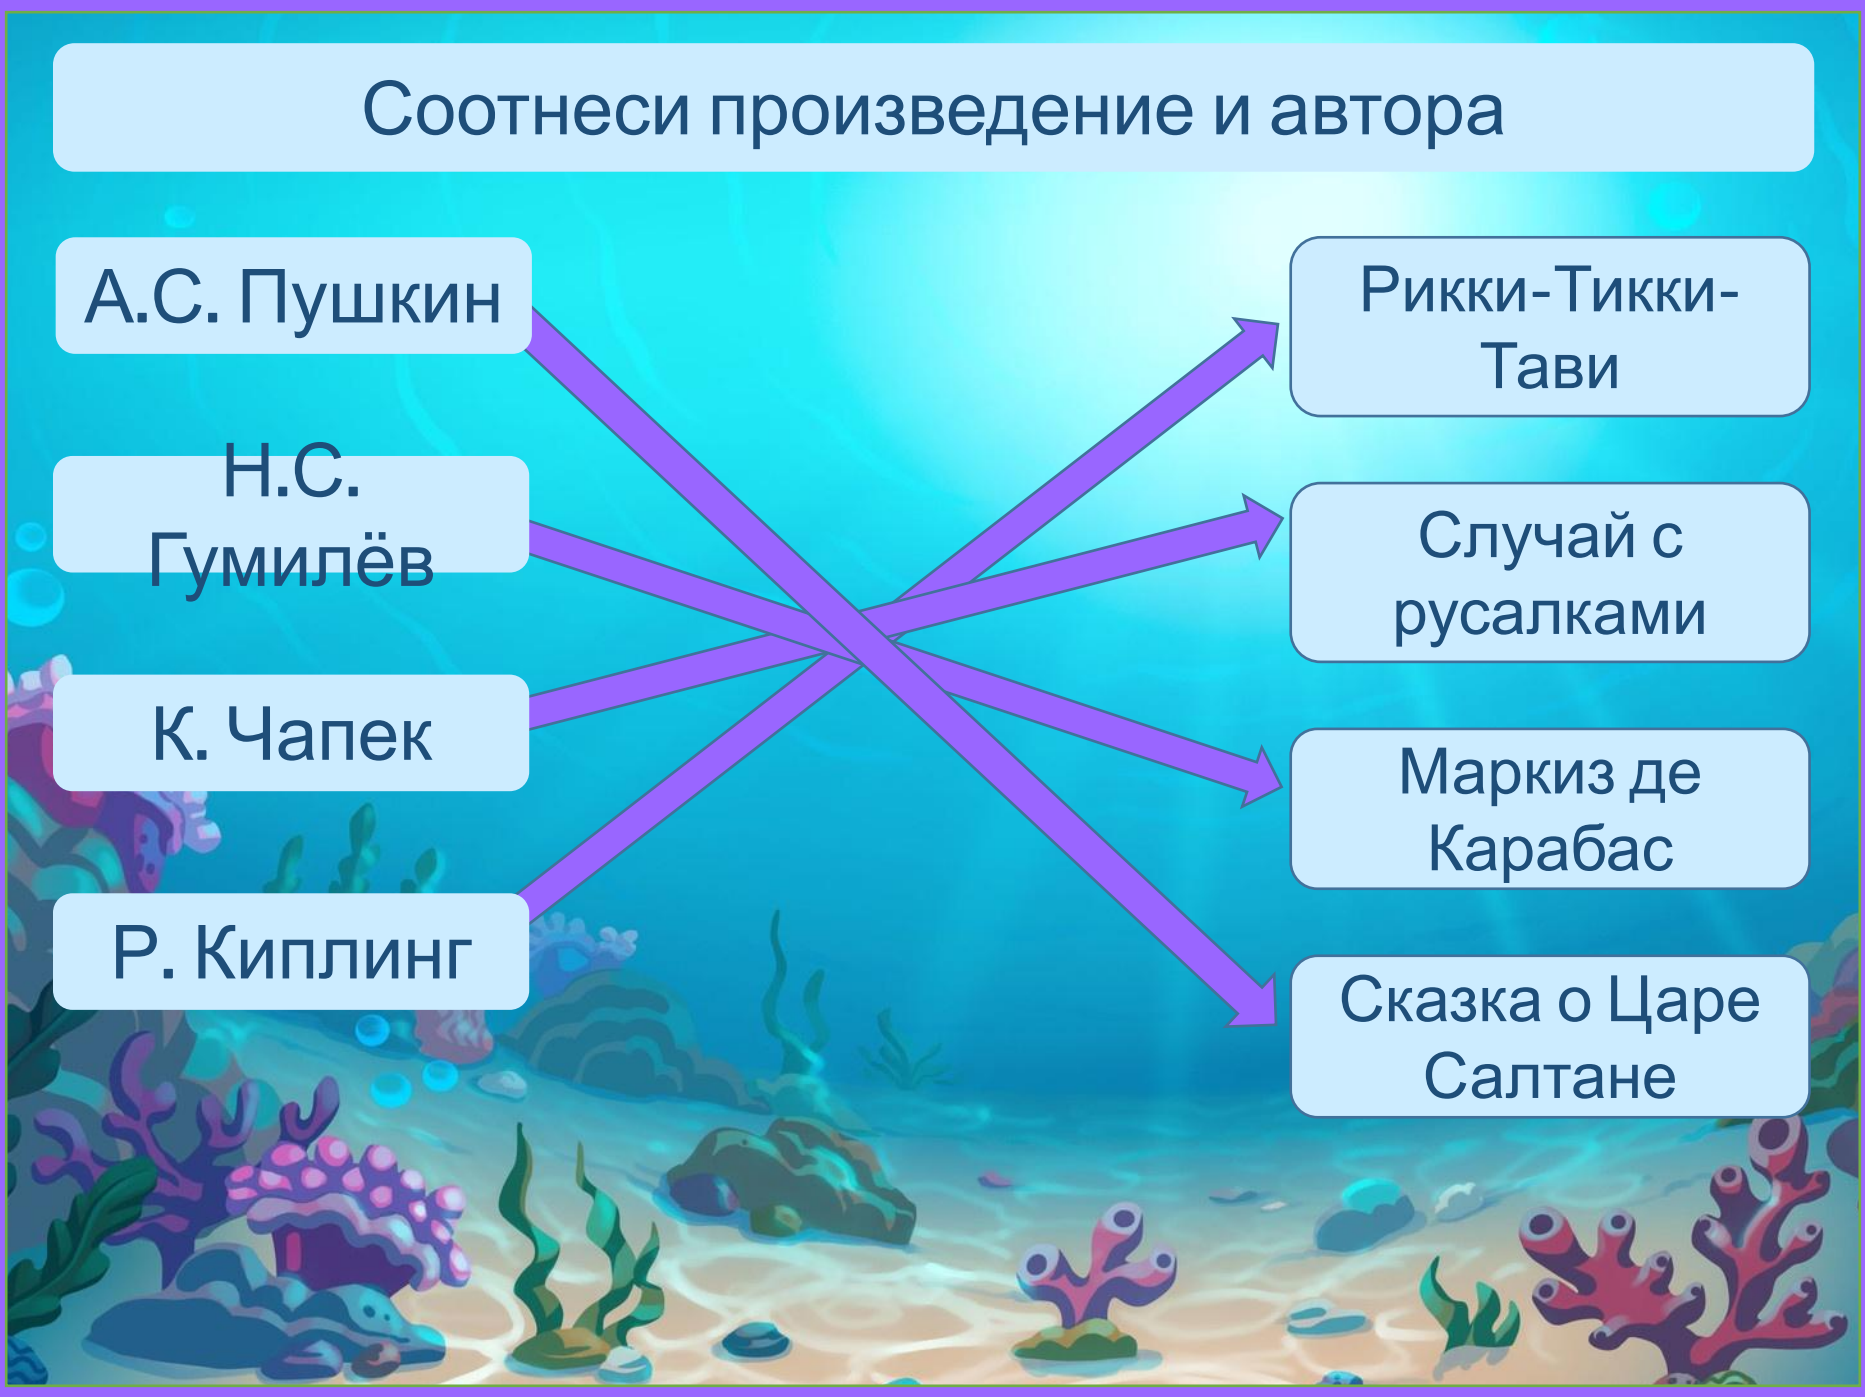 Соотнеси произведение и автора
А.С. Пушкин
Н.С.
Гумилёв
К. Чапек
Р. Киплинг
Рикки-Тикки-
Тави
Случай с
русалками
Маркиз де
Карабас
Сказка о Царе
Салтане